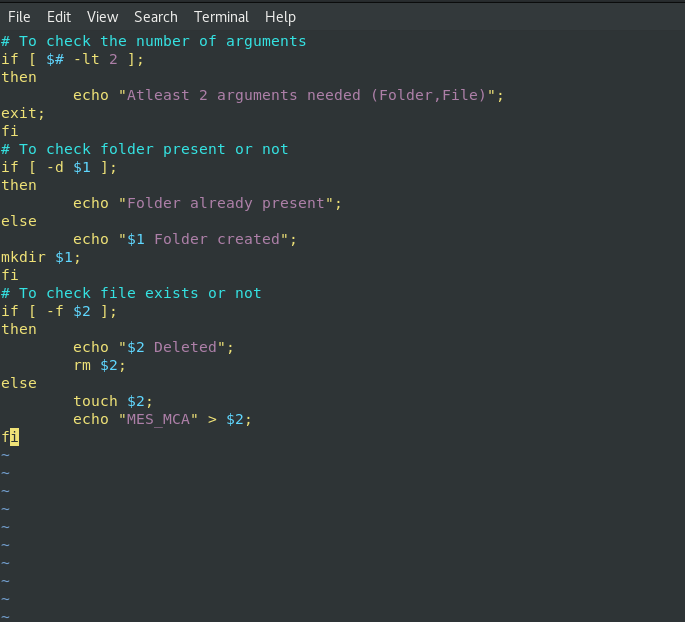 File Edit View Search Terminal Help
# To check the number of arguments
if [ $# -lt 2 ];
then
        echo "Atleast 2 arguments needed (Folder,File)";
exit;
fi
# To check folder present or not
if [ -d $1 ];
then
        echo "Folder already present";
else
        echo "$1 Folder created";
mkdir $1;
fi
# To check file exists or not
if [ -f $2 ];
then
        echo "$2 Deleted";
        rm $2;
else
        touch $2;
        echo "MES_MCA" > $2;
fi
~
~
~
~
~
~
~
~
~
~